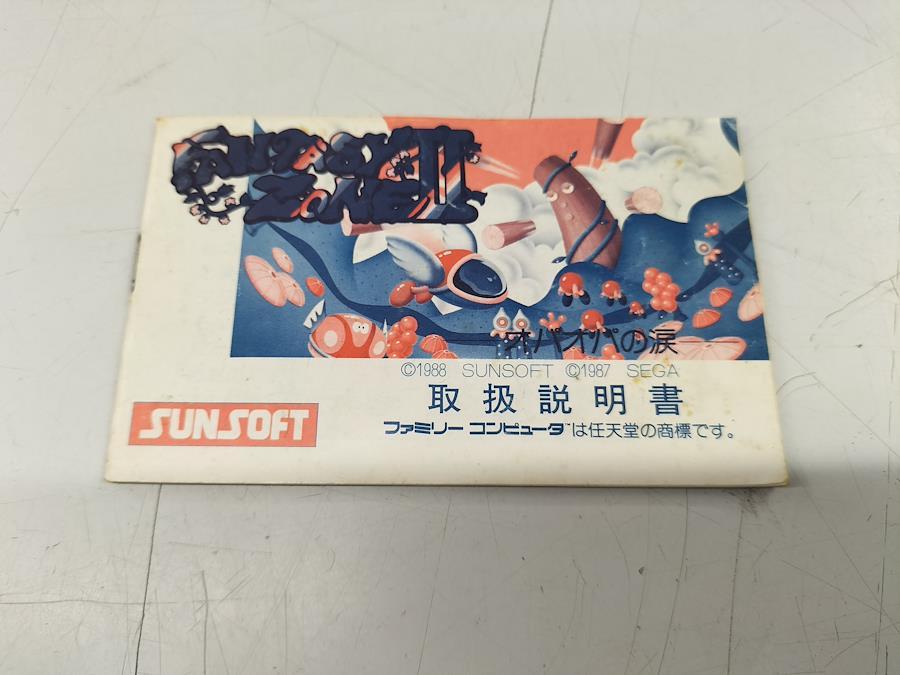 FANTASY II
ZONE
オパオパの涙
©1988 SUNSOFT ©1987 SEGA
取扱説明書
SUNSOFT
ファミリーコンピュータ™は任天堂の商標です。